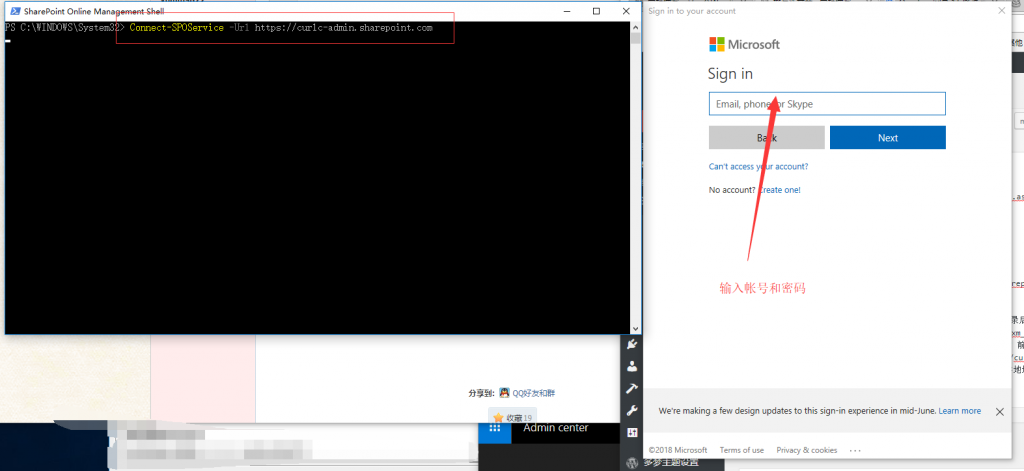 SharePoint Online Management Shell
PS C:\WINDOWS\System32> Connect-SPOService -Url https://curlc-admin.sharepoint.com
Sign in to your account
Microsoft
Sign in
Email, phone, or Skype
Back
Next
Can't access your account?
No account? Create one!
输入帐号和密码
We're making a few design updates to this sign-in experience in mid-June. Learn more
©2018 Microsoft Terms of use Privacy & cookies ...
分享到: QQ好友和群
收藏 19
Admin center
多梦主题设置